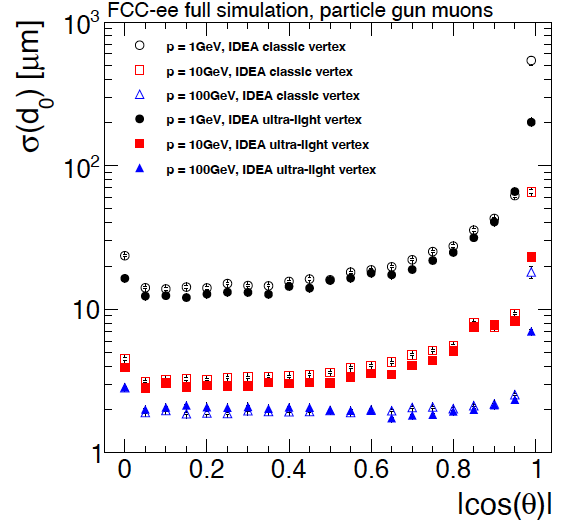 FCC-ee full simulation, particle gun muons
10³
σ(d₀) [μm]
p = 1GeV, IDEA classic vertex
p = 10GeV, IDEA classic vertex
p = 100GeV, IDEA classic vertex
p = 1GeV, IDEA ultra-light vertex
p = 10GeV, IDEA ultra-light vertex
p = 100GeV, IDEA ultra-light vertex
10²
10
1
0 0.2 0.4 0.6 0.8 1
|cos(θ)|